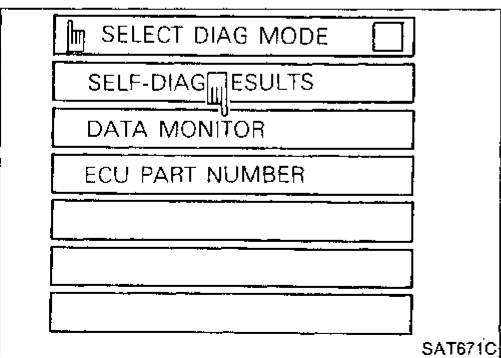 SELECT DIAG MODE
SELF-DIAG ESULTS
DATA MONITOR
ECU PART NUMBER
SAT671C